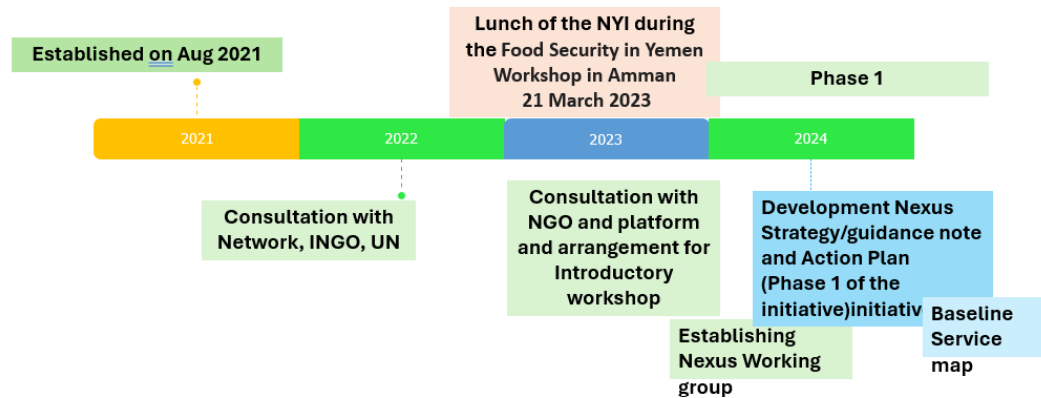 Established on Aug 2021
Lunch of the NYI during
the Food Security in Yemen
Workshop in Amman
21 March 2023
Phase 1
2021
2022
2023
2024
Consultation with
Network, INGO, UN
Consultation with
NGO and platform
and arrangement for
Introductory
workshop
Development Nexus
Strategy/guidance note
and Action Plan
(Phase 1 of the
initiative)initiative
Baseline
Service
map
Establishing
Nexus Working
group